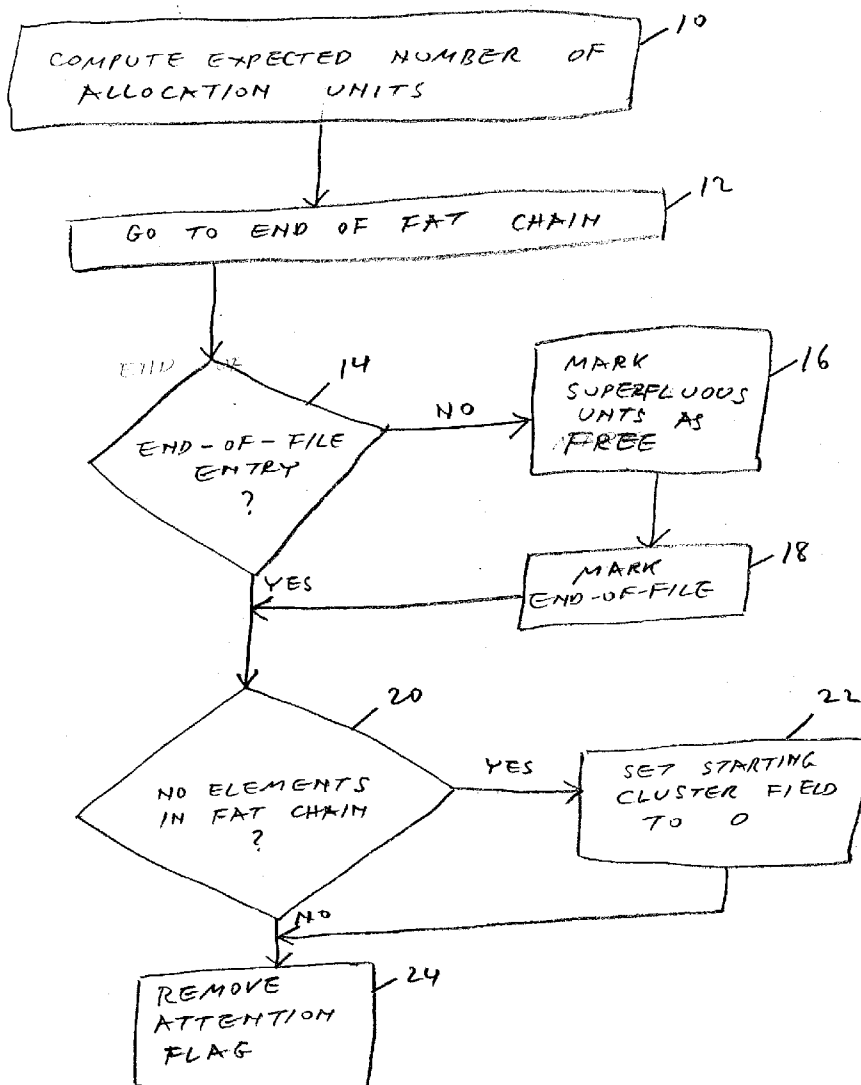 10
COMPUTE EXPECTED NUMBER OF
ALLOCATION UNITS
12
GO TO END OF FAT CHAIN
END OF
14
END-OF-FILE
ENTRY
?
NO
16
MARK
SUPERFLUOUS
UNTS AS
FREE
YES
18
MARK
END-OF-FILE
20
NO ELEMENTS
IN FAT CHAIN
?
YES
22
SET STARTING
CLUSTER FIELD
TO 0
NO
24
REMOVE
ATTENTION
FLAG